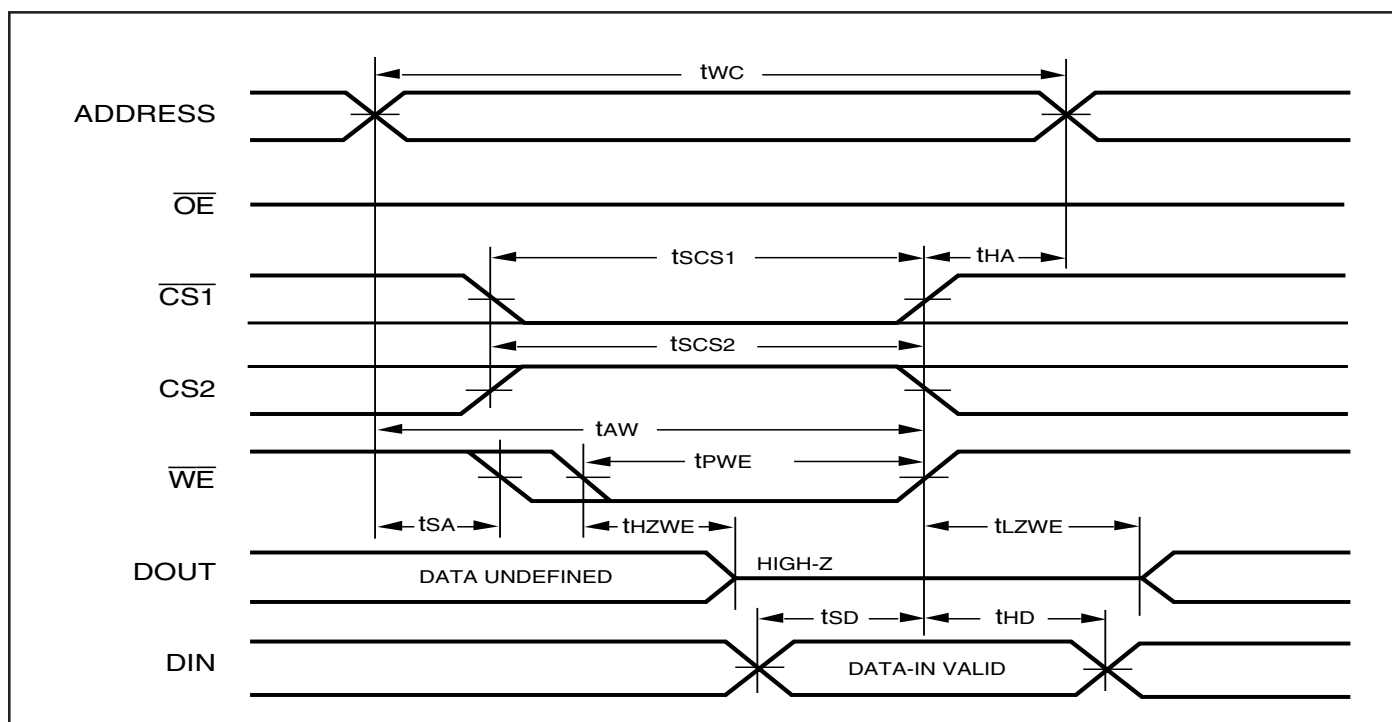 tWC
ADDRESS
OE
tSCS1
tHA
CS1
tSCS2
CS2
tAW
WE
tPWE
tSA
tHZWE
tLZWE
DOUT
DATA UNDEFINED
HIGH-Z
tSD
tHD
DIN
DATA-IN VALID